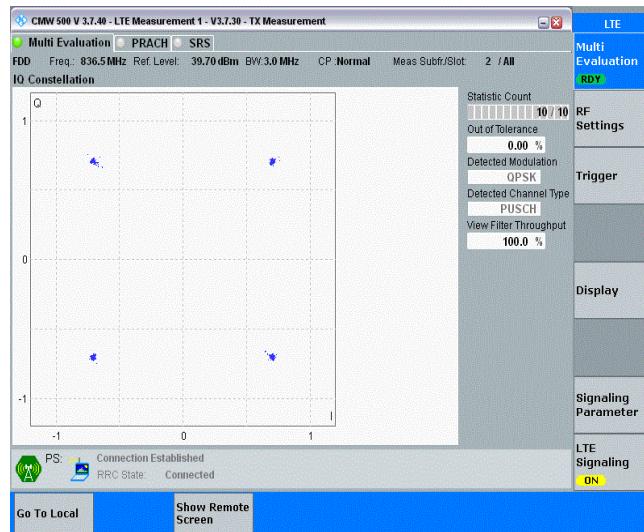 CMW 500 V 3.7.40 - LTE Measurement 1 - V3.7.30 - TX Measurement
LTE
Multi Evaluation PRACH SRS
Multi
Evaluation
RDY
FDD Freq.: 836.5 MHz Ref. Level: 39.70 dBm BW:3.0 MHz CP :Normal Meas Subfr./Slot: 2 / All
IQ Constellation
Q
1
0
-1
I
-1 0 1
Statistic Count
10 / 10
Out of Tolerance
0.00 %
Detected Modulation
QPSK
Detected Channel Type
PUSCH
View Filter Throughput
100.0 %
RF
Settings
Trigger
Display
Signaling
Parameter
LTE
Signaling
ON
PS: Connection Established
RRC State: Connected
Go To Local
Show Remote
Screen